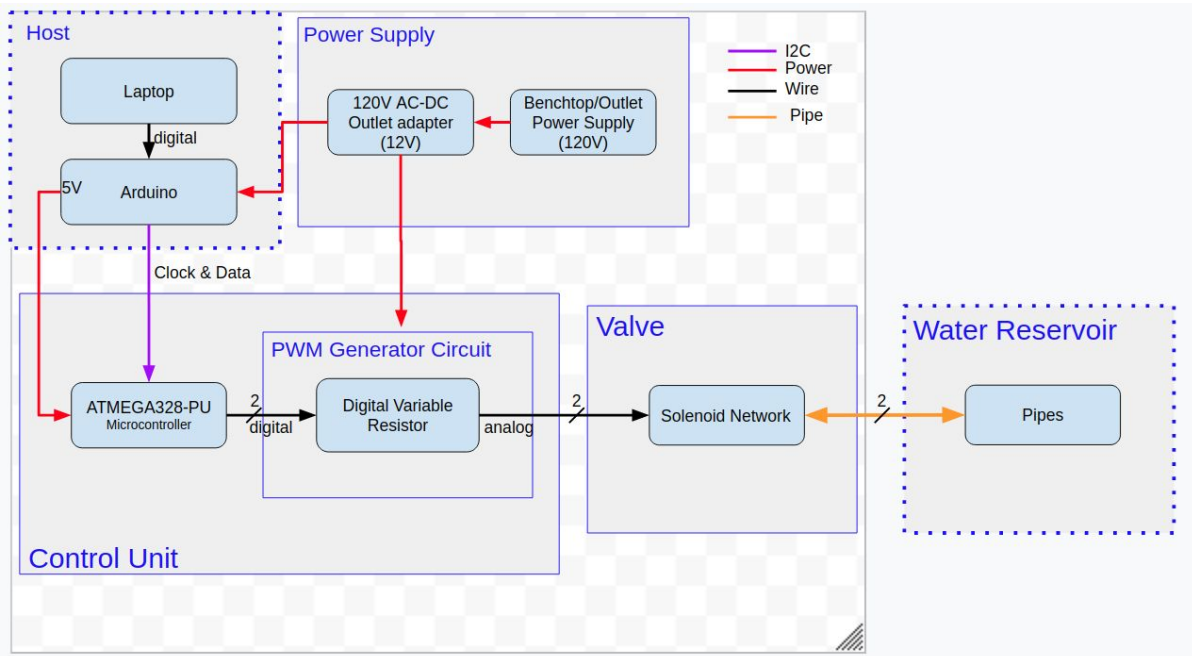 Host
Laptop
digital
Arduino
5V
Clock & Data
Power Supply
120V AC-DC
Outlet adapter
(12V)
Benchtop/Outlet
Power Supply
(120V)
I2C
Power
Wire
Pipe
PWM Generator Circuit
ATMEGA328-PU
Microcontroller
2
digital
Digital Variable
Resistor
analog
2
Control Unit
Valve
Solenoid Network
2
Water Reservoir
Pipes